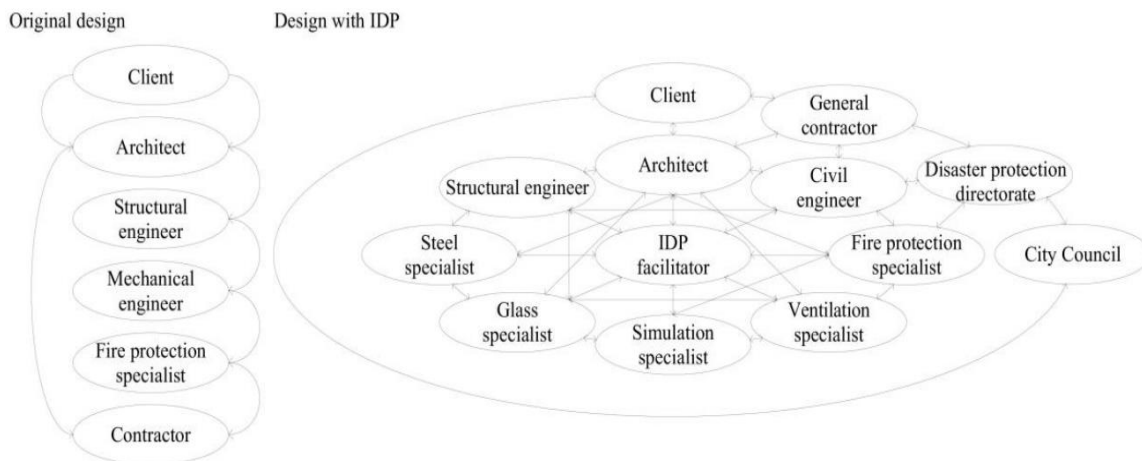 Original design
Client
Architect
Structural
engineer
Mechanical
engineer
Fire protection
specialist
Contractor
Design with IDP
Client
General
contractor
Architect
Structural engineer
Civil
engineer
Disaster protection
directorate
Steel
specialist
IDP
facilitator
Fire protection
specialist
City Council
Glass
specialist
Simulation
specialist
Ventilation
specialist